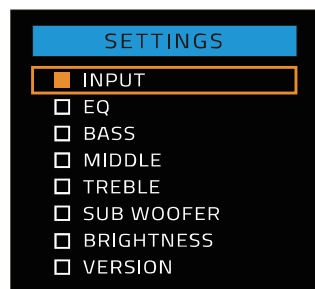 SETTINGS
INPUT
EQ
BASS
MIDDLE
TREBLE
SUB WOOFER
BRIGHTNESS
VERSION